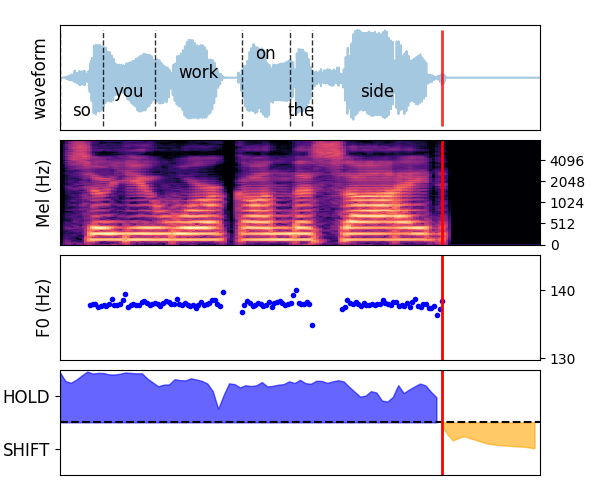 waveform
so
you
work
on
the
side
Mel (Hz)
4096
2048
1024
512
0
F0 (Hz)
140
130
HOLD
SHIFT